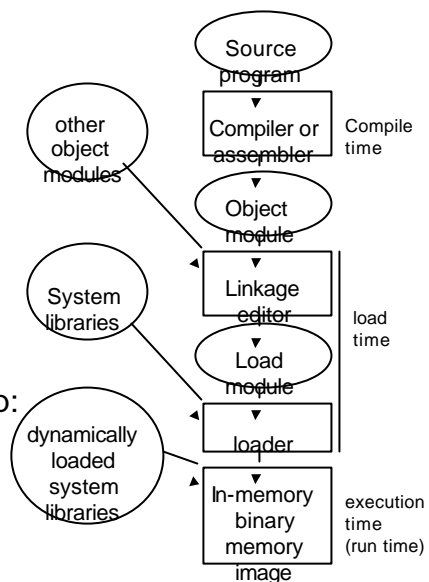 Source
program
other
object
modules
Compiler or
assembler
Compile
time
Object
module
System
libraries
Linkage
editor
load
time
Load
module
o:
dynamically
loaded
system
libraries
loader
In-memory
binary
memory
image
execution
time
(run time)